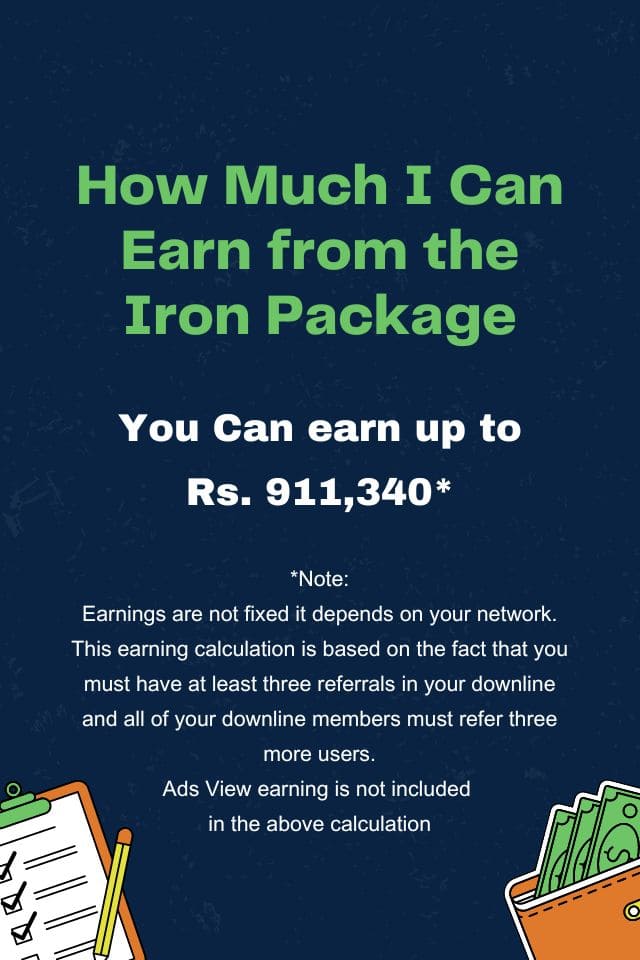 How Much I Can
Earn from the
Iron Package
You Can earn up to
Rs. 911,340*
*Note:
Earnings are not fixed it depends on your network.
This earning calculation is based on the fact that you
must have at least three referrals in your downline
and all of your downline members must refer three
more users.
Ads View earning is not included
in the above calculation